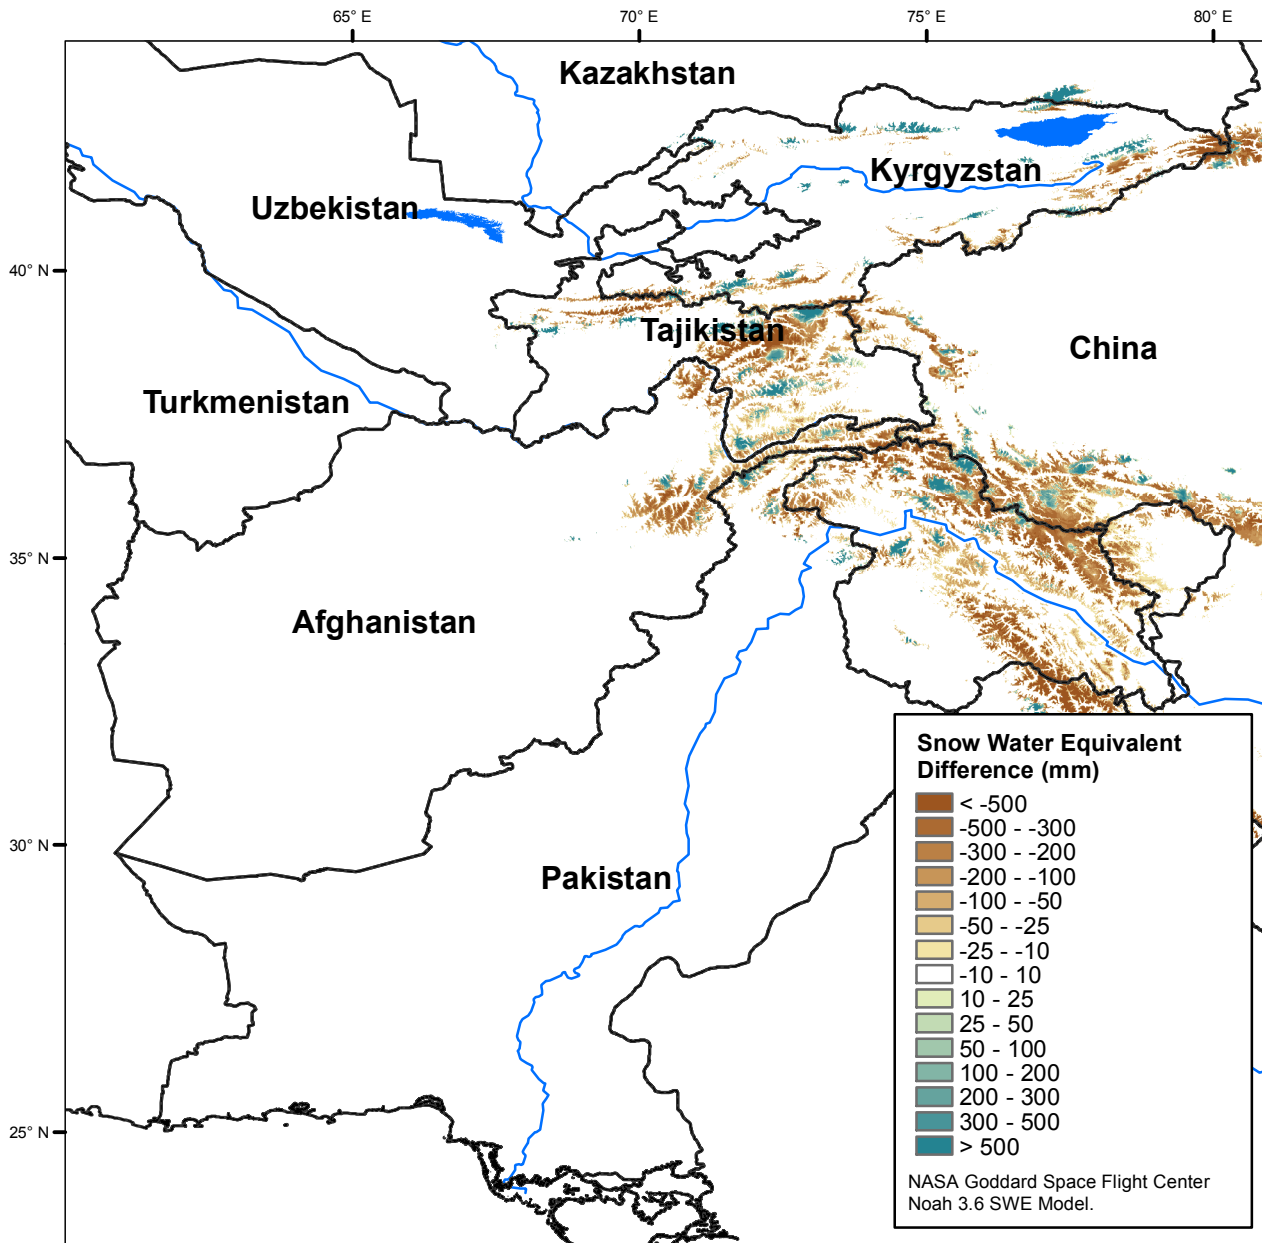 65° E
70° E
75° E
80° E
Kazakhstan
Kyrgyzstan
Uzbekistan
40° N
Tajikistan
China
Turkmenistan
35° N
Afghanistan
Snow Water Equivalent
Difference (mm)
< -500
-500 - -300
-300 - -200
-200 - -100
-100 - -50
-50 - -25
-25 - -10
-10 - 10
10 - 25
25 - 50
50 - 100
100 - 200
200 - 300
300 - 500
> 500
NASA Goddard Space Flight Center
Noah 3.6 SWE Model.
30° N
Pakistan
25° N